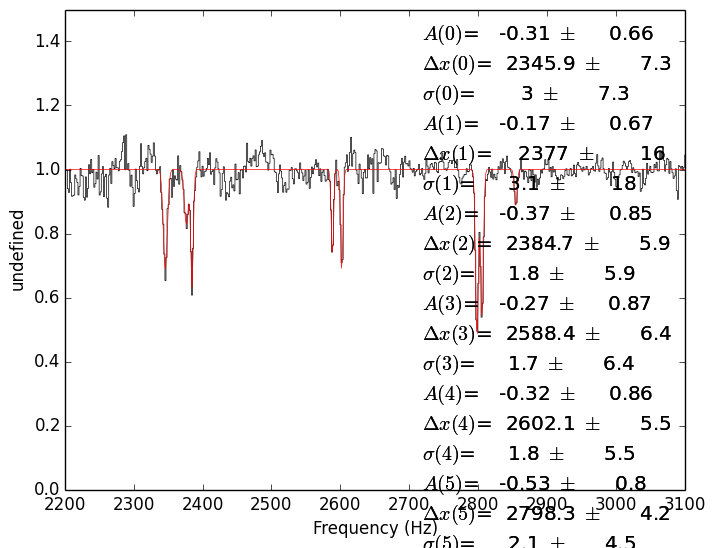 1.4
1.2
1.0
0.8
0.6
0.4
0.2
0.0
undefined
2200 2300 2400 2500 2600 2700 2800 2900 3000 3100
Frequency (Hz)
A(0)= -0.31 ± 0.66
Δx(0)= 2345.9 ± 7.3
σ(0)= 3 ± 7.3
A(1)= -0.17 ± 0.67
Δx(1)= 2377 ± 16
σ(1)= 3.1 ± 18
A(2)= -0.37 ± 0.85
Δx(2)= 2384.7 ± 5.9
σ(2)= 1.8 ± 5.9
A(3)= -0.27 ± 0.87
Δx(3)= 2588.4 ± 6.4
σ(3)= 1.7 ± 6.4
A(4)= -0.32 ± 0.86
Δx(4)= 2602.1 ± 5.5
σ(4)= 1.8 ± 5.5
A(5)= -0.53 ± 0.8
Δx(5)= 2798.3 ± 4.2
σ(5)= 2.1 ± 4.5